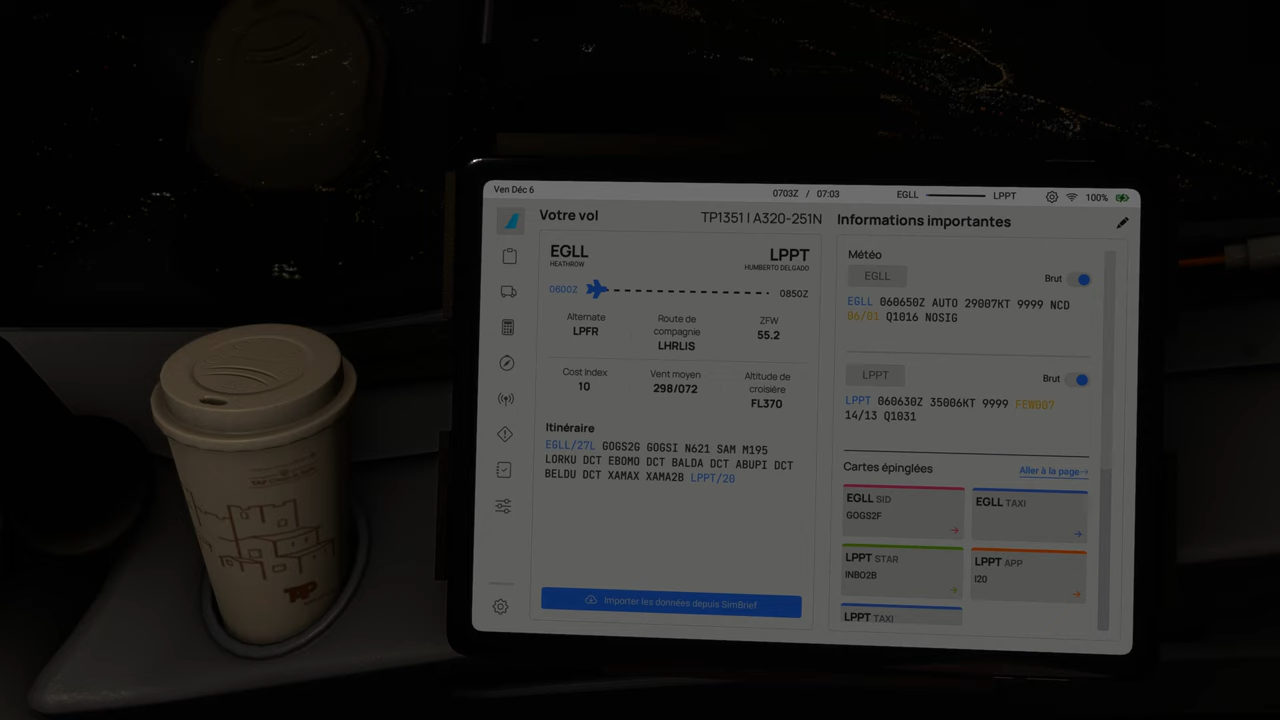 Ven Déc 6
0703Z / 07:03
EGLL
LPPT
100%
Votre vol
TP1351 | A320-251N
EGLL
HEATHROW
LPPT
HUMBERTO DELGADO
0800Z
0850Z
Alternate
LPFR
Route de
compagnie
LHRLIS
ZFW
55.2
Cost index
10
Vent moyen
298/072
Altitude de
croisière
FL370
Itinéraire
EGLL/27L GOGS2G GOGSI N621 SAM M195
LORKU DCT EBOMO DCT BALDA DCT ABUPI DCT
BELDU DCT XAMAX XAMA2B LPPT/20
Importer les données depuis SimBrief
Informations importantes
Météo
EGLL
Brut
EGLL 060650Z AUTO 29007KT 9999 NCD
06/01 Q1016 NOSIG
LPPT
Brut
LPPT 060630Z 35006KT 9999 FEW007
14/13 Q1031
Cartes épinglées
Aller à la page→
EGLL SID
GOGS2F
EGLL TAXI
LPPT STAR
INBO2B
LPPT APP
I20
LPPT TAXI
TAP